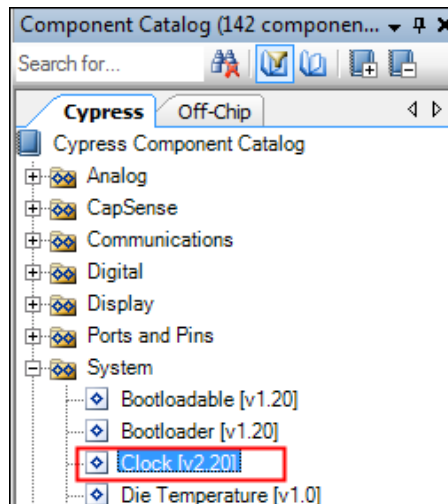 Component Catalog (142 componen...
Search for...
Cypress
Off-Chip
Cypress Component Catalog
Analog
CapSense
Communications
Digital
Display
Ports and Pins
System
Bootloadable [v1.20]
Bootloader [v1.20]
Clock [v2.20]
Die Temperature [v1.0]